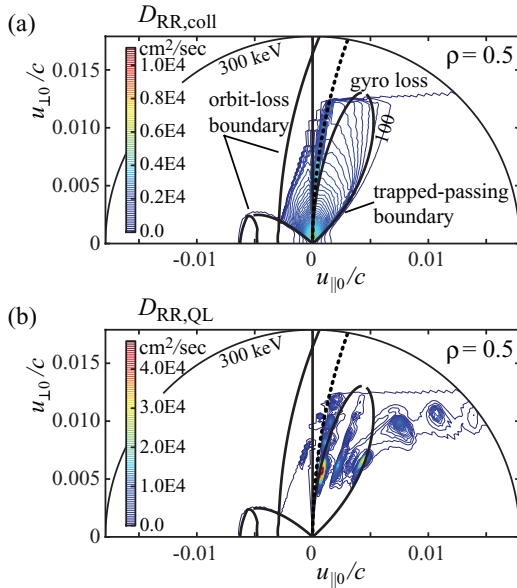 (a)
D_RR,coll
cm²/sec
1.0E4
0.8E4
0.6E4
0.4E4
0.2E4
0.0
300 keV
ρ = 0.5
orbit-loss
boundary
gyro loss
100
trapped-passing
boundary
u_⊥0/c
0.015
0.010
0.005
0
-0.01
0
0.01
u_||0/c
(b)
D_RR,QL
cm²/sec
4.0E4
3.0E4
2.0E4
1.0E4
0.0
300 keV
ρ = 0.5
u_⊥0/c
0.015
0.010
0.005
0
-0.01
0
0.01
u_||0/c